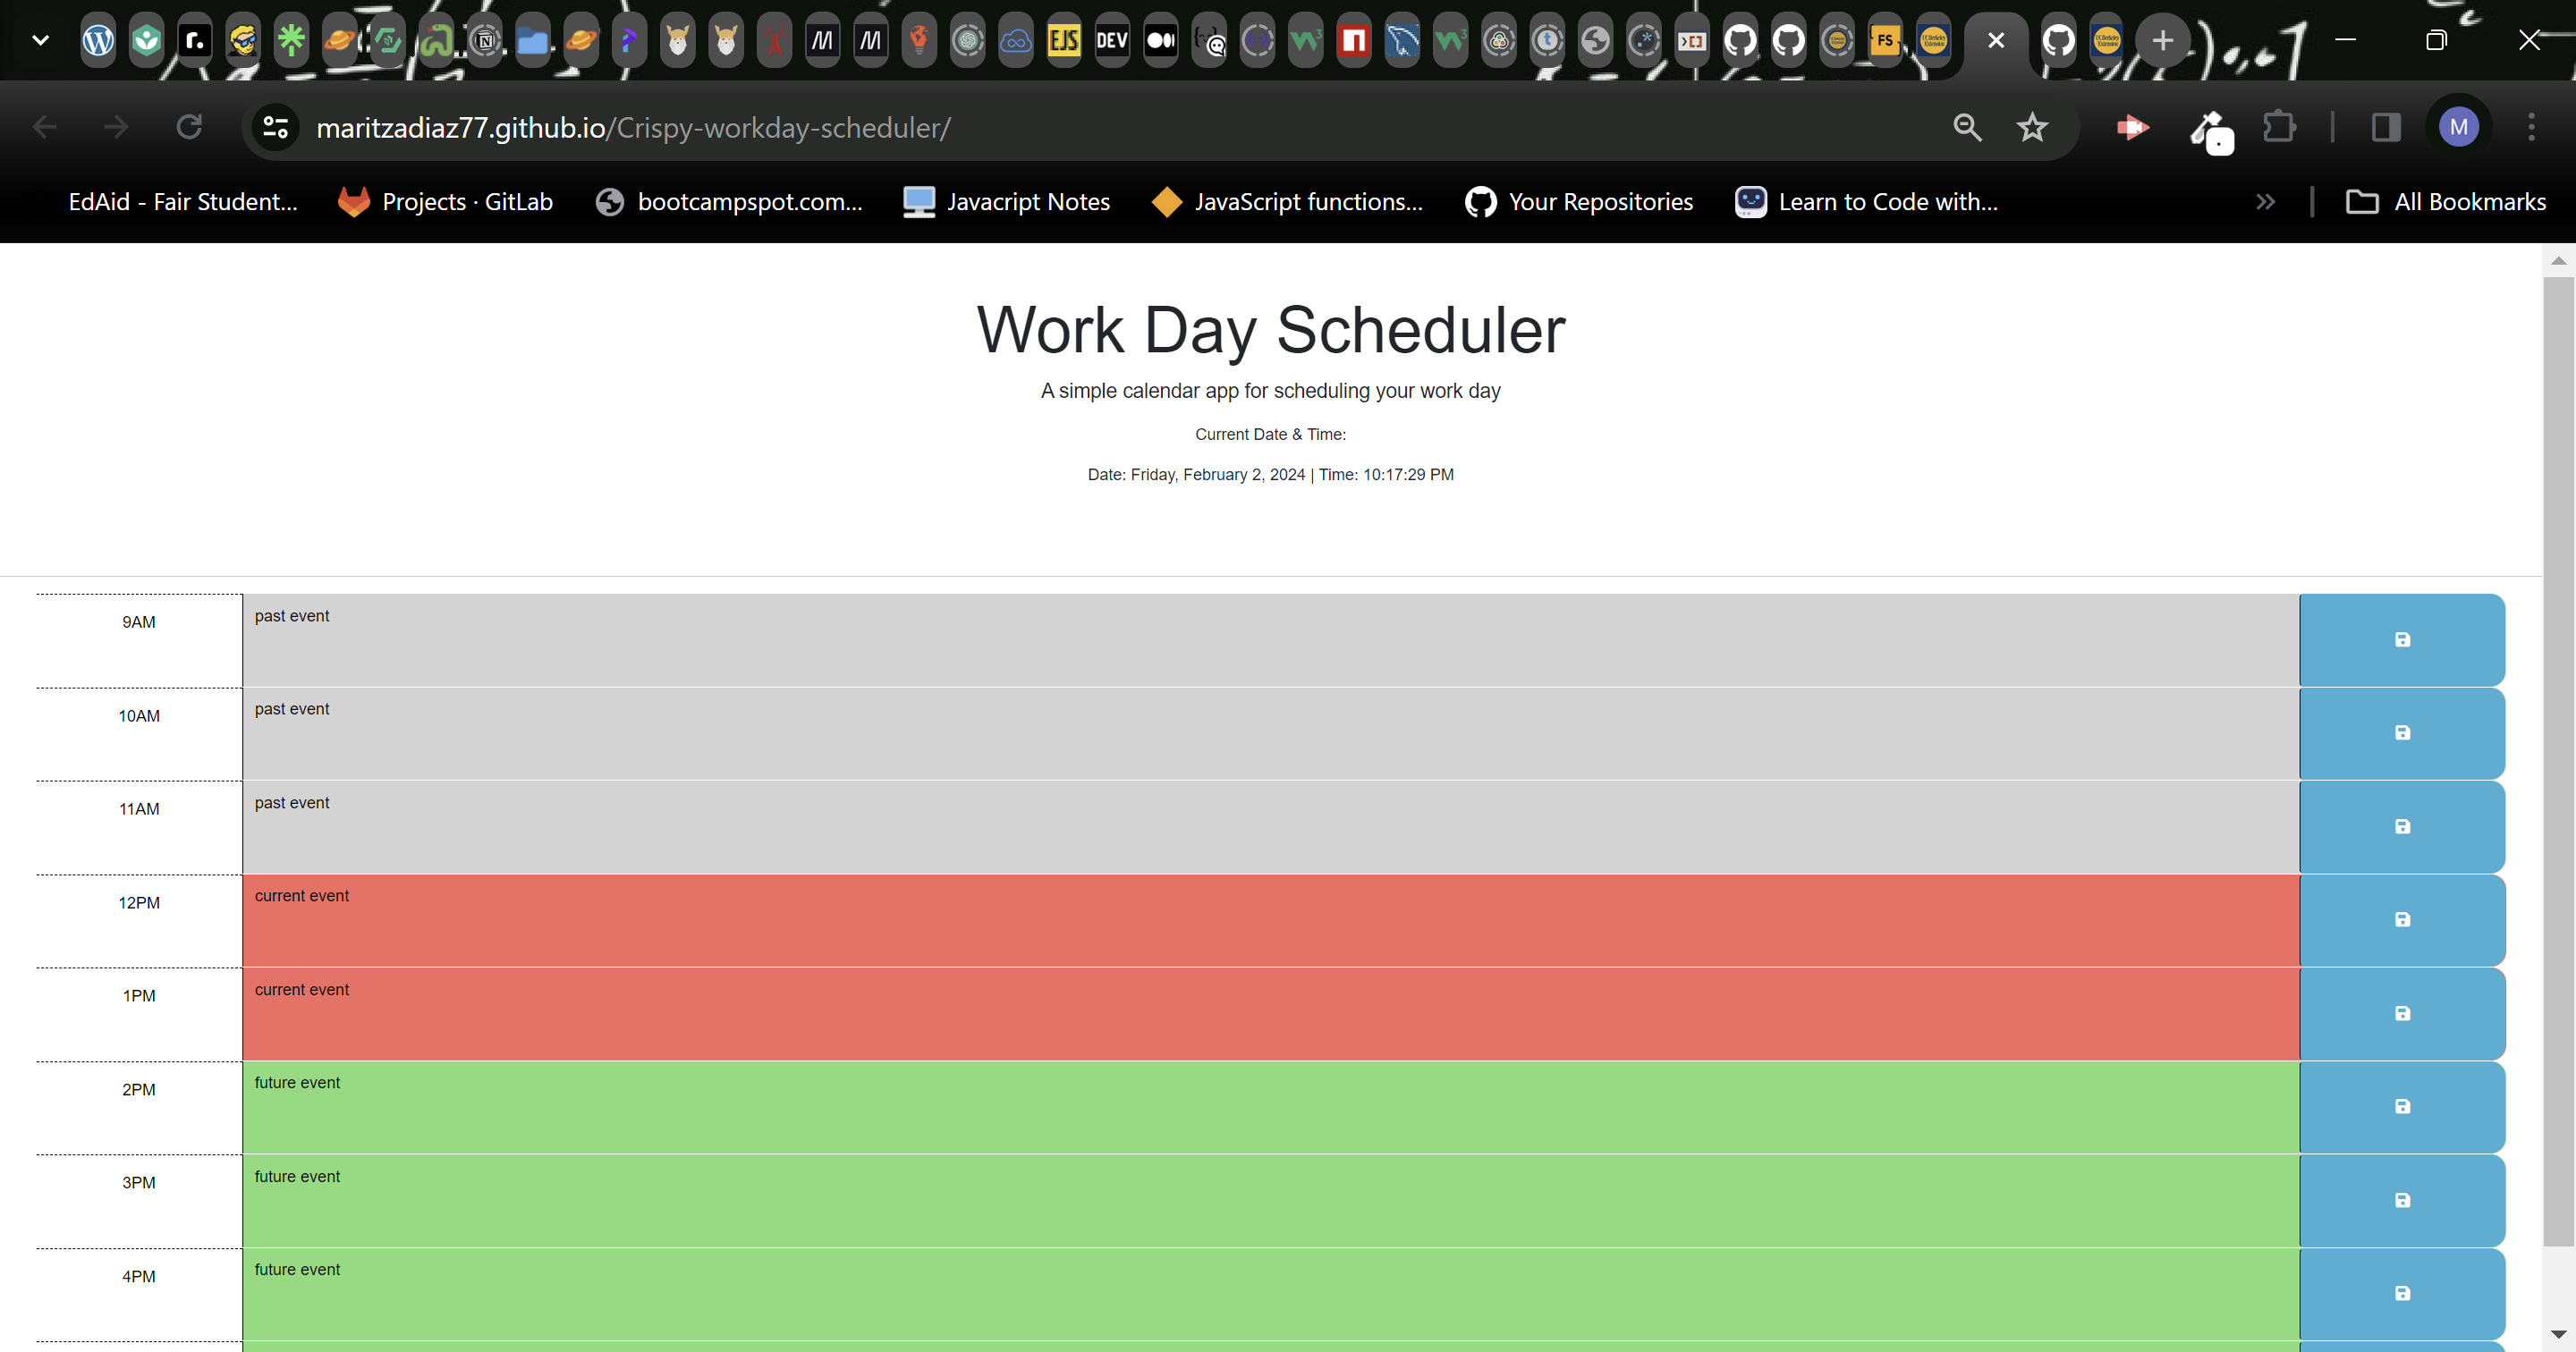 EJS DEV FS
maritzadiaz77.github.io/Crispy-workday-scheduler/ M
EdAid - Fair Student... Projects · GitLab bootcampspot.com... Javacript Notes JavaScript functions... Your Repositories Learn to Code with... » All Bookmarks
Work Day Scheduler
A simple calendar app for scheduling your work day
Current Date & Time:
Date: Friday, February 2, 2024 | Time: 10:17:29 PM
9AM past event
10AM past event
11AM past event
12PM current event
1PM current event
2PM future event
3PM future event
4PM future event